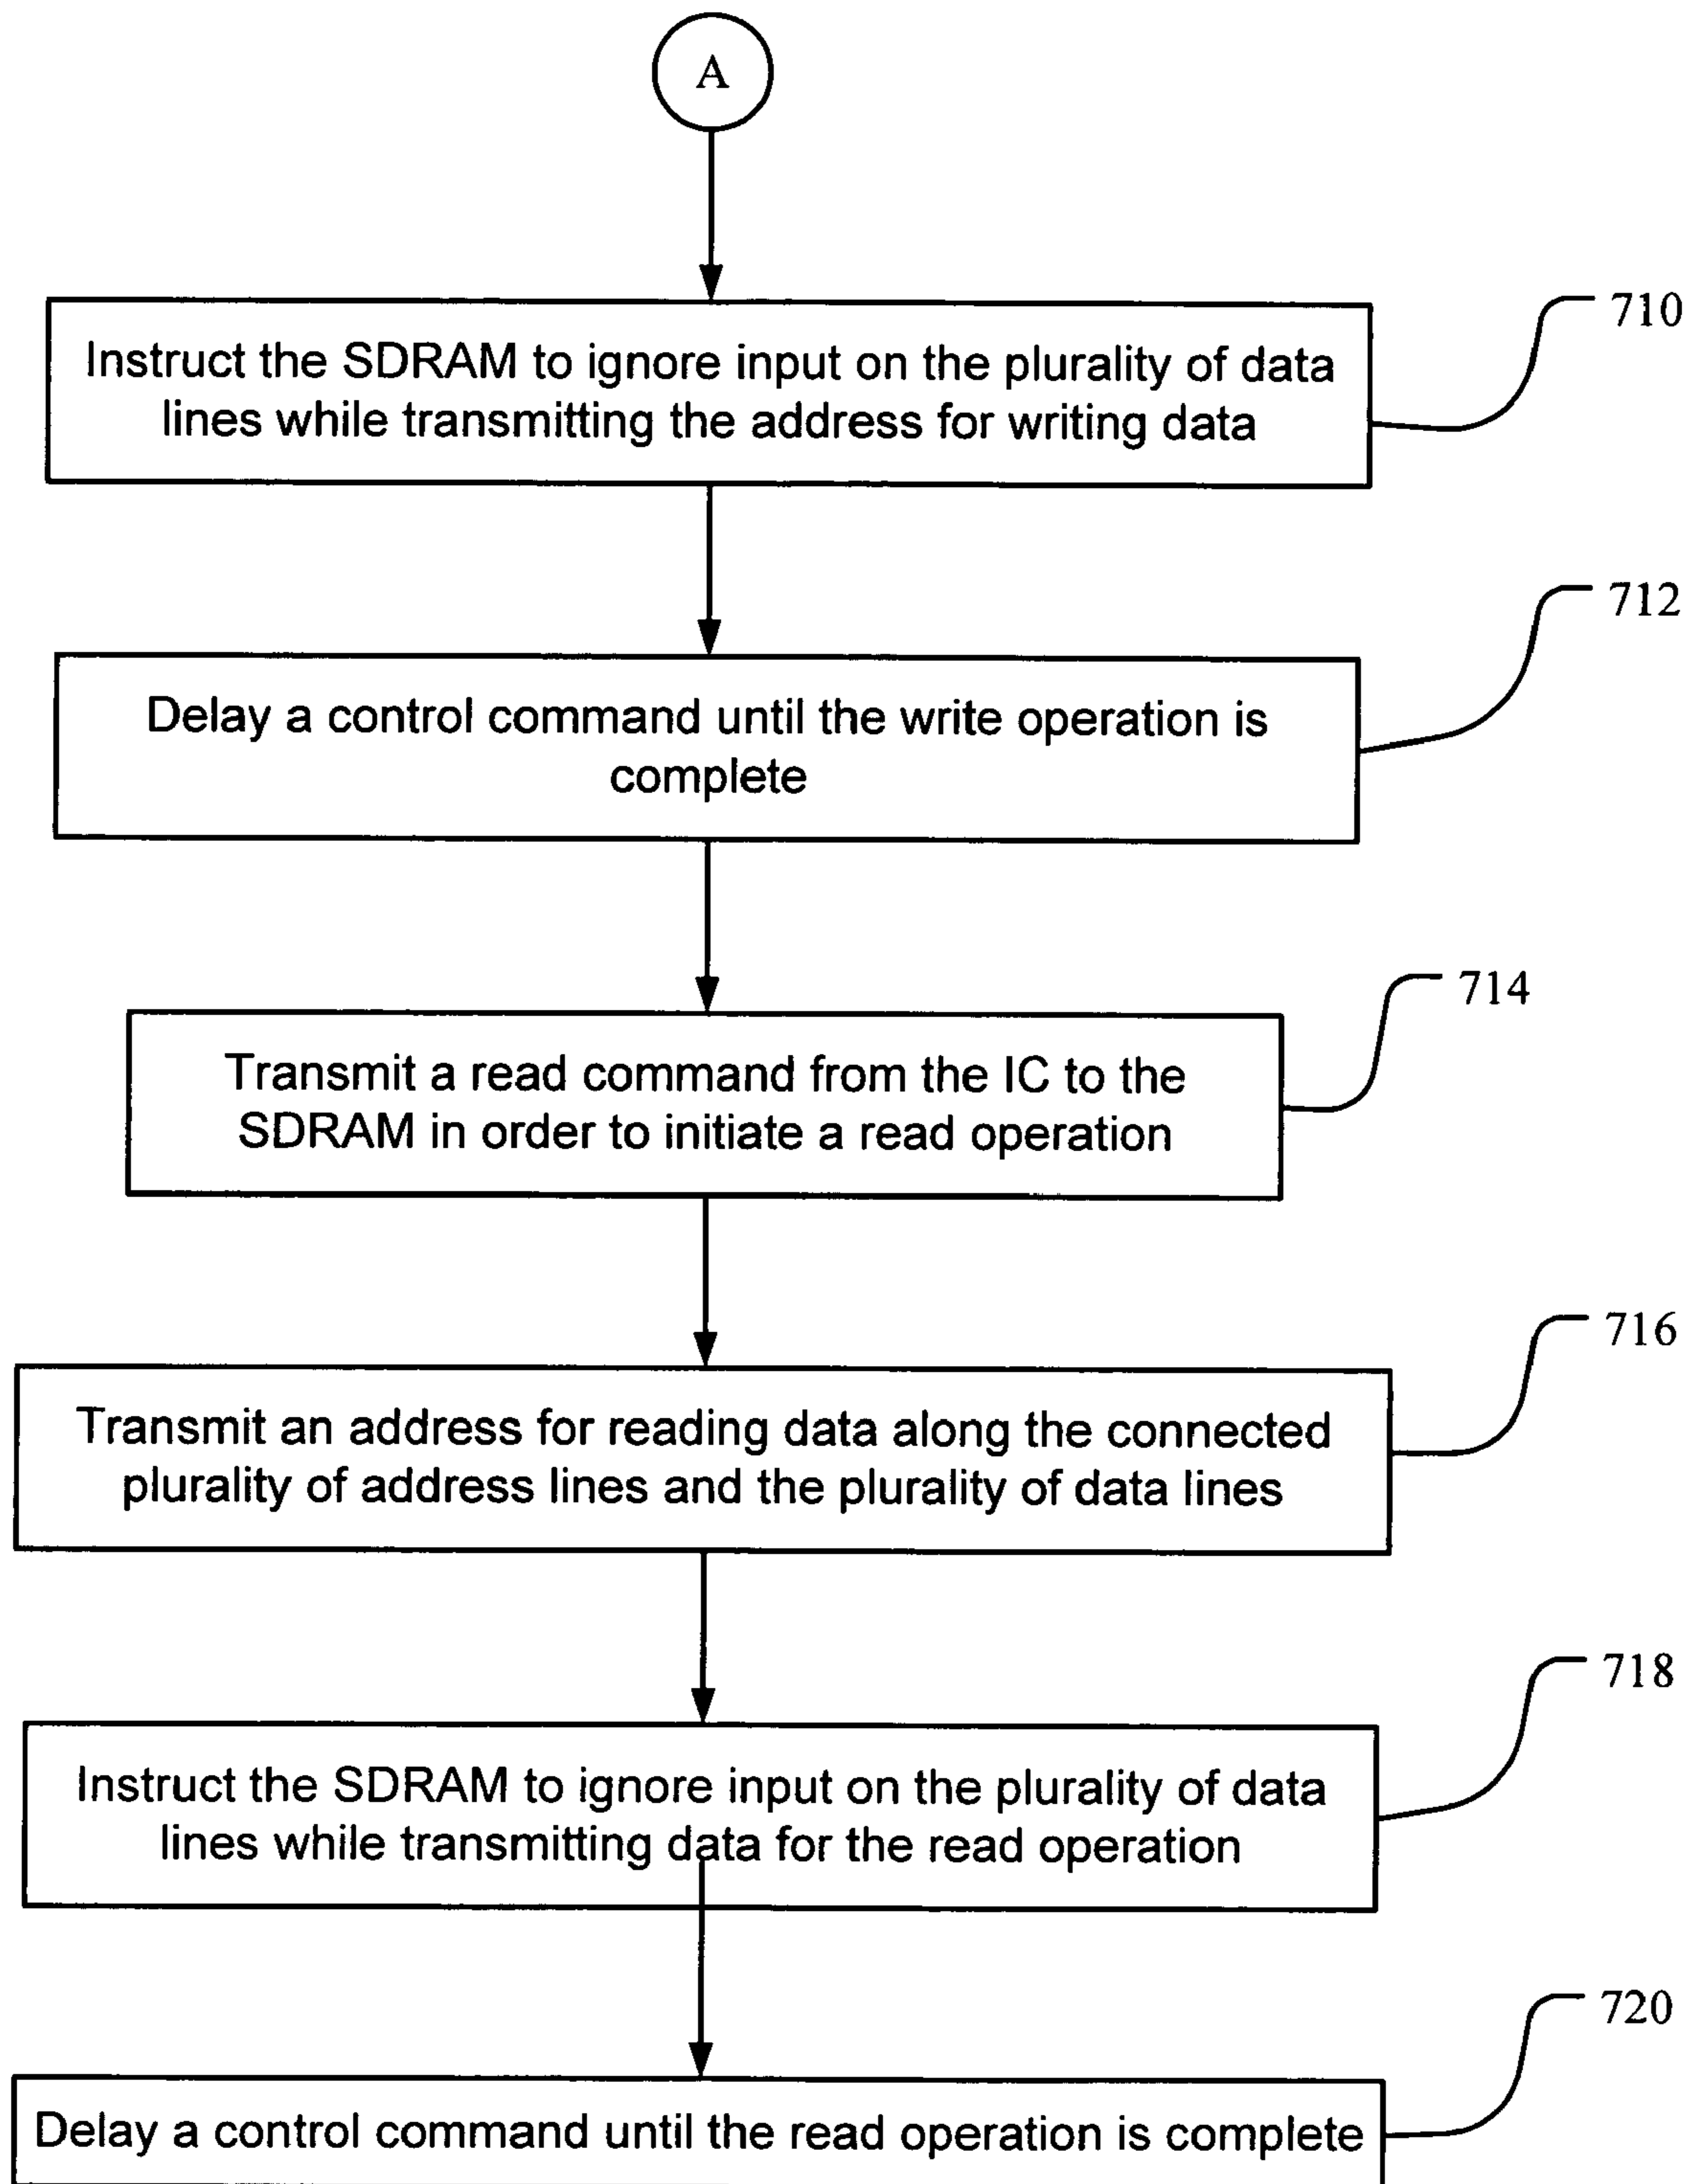 A
710
Instruct the SDRAM to ignore input on the plurality of data
lines while transmitting the address for writing data
712
Delay a control command until the write operation is
complete
714
Transmit a read command from the IC to the
SDRAM in order to initiate a read operation
716
Transmit an address for reading data along the connected
plurality of address lines and the plurality of data lines
718
Instruct the SDRAM to ignore input on the plurality of data
lines while transmitting data for the read operation
720
Delay a control command until the read operation is complete